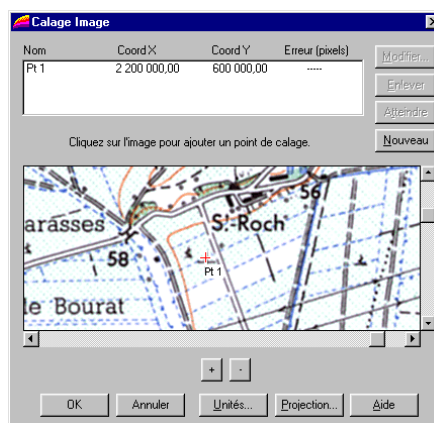 Calage Image
Nom Coord X Coord Y Erreur (pixels)
Pt 1 2 200 000,00 600 000,00 -----
Modifier...
Enlever
Atteindre
Nouveau
Cliquez sur l'image pour ajouter un point de calage.
arasses
56
St-Roch
58
Pt 1
le Bourat
+ -
OK Annuler Unités... Projection... Aide